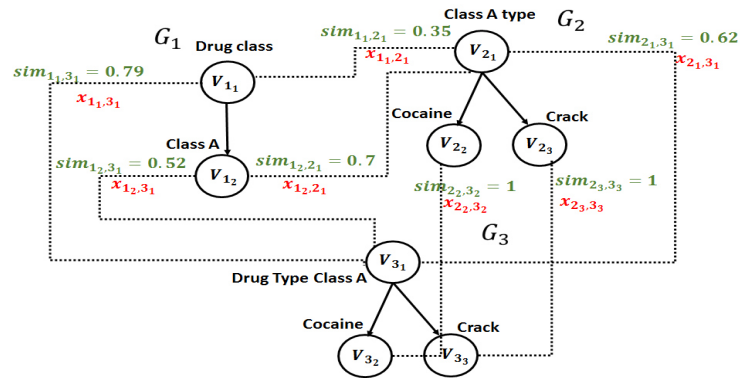 Class A type
G₁
Drug class
sim₁₁,₂₁ = 0.35
x₁₁,₂₁
G₂
sim₂₁,₃₁ = 0.62
x₂₁,₃₁
V₂₁
sim₁₁,₃₁ = 0.79
x₁₁,₃₁
V₁₁
Cocaine
Crack
V₂₂
V₂₃
Class A
sim₁₂,₃₁ = 0.52
x₁₂,₃₁
V₁₂
sim₁₂,₂₁ = 0.7
x₁₂,₂₁
sim₂₂,₃₂ = 1
x₂₂,₃₂
sim₂₃,₃₃ = 1
x₂₃,₃₃
G₃
V₃₁
Drug Type Class A
Cocaine
Crack
V₃₂
V₃₃